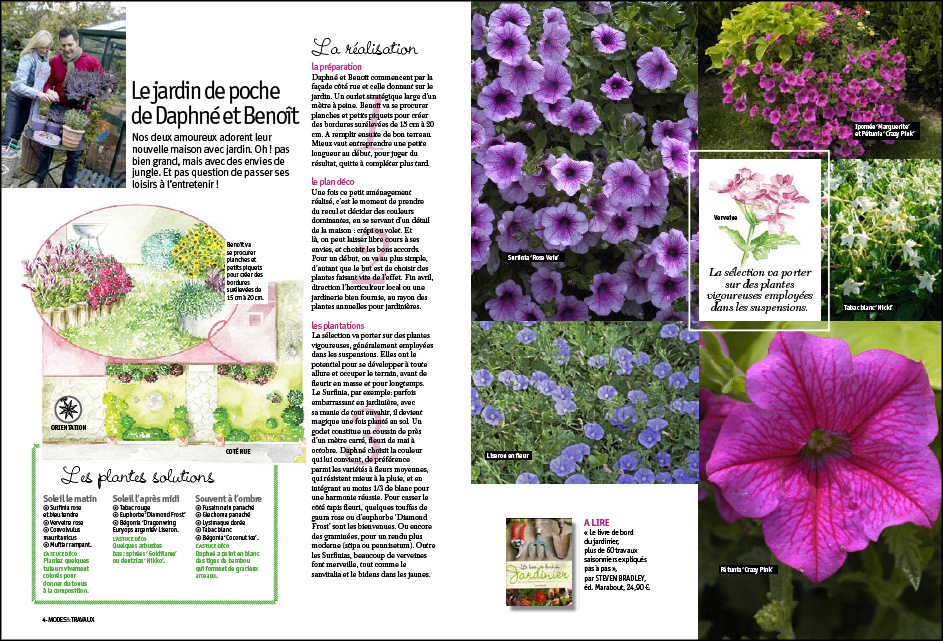 Le jardin de poche
de Daphné et Benoît
Nos deux amoureux adorent leur
nouvelle maison avec jardin. Oh ! pas
bien grand, mais avec des envies de
jungle. Et pas question de passer ses
loisirs à l'entretenir !
Benoît va
se procurer
planches et
petits piquets
pour créer des
bordures
surélevées de
15 cm à 20 cm.
ORIENTATION
COTÉ RUE
Les plantes solutions
Soleil le matin
Surfinia rose
et bleu tendre
Verveine rose
Convolvulus
mauritanicus
Muflier rampant.
L'ASTUCE DÉCO
Plantez quelques
tuteurs vivement
colorés pour
donner du tonus
à la composition.
Soleil l'après midi
Tabac rouge
Euphorbe 'Diamond Frost'
Bégonia 'Dragonwing
Euryops argenté
Liseron.
L'ASTUCE DÉCO
Quelques arbustes
bas : spirées 'Goldflame'
ou deutzias 'Nikko'.
Souvent à l'ombre
Fusain nain panaché
Glechoma panaché
Lysimaque dorée
Tabac blanc
Bégonia 'Coconut Ice'.
L'ASTUCE DÉCO
Daphné a peint en blanc
des tiges de bambou
qui forment de gracieux
arceaux.
4- MODES & TRAVAUX
La réalisation
1
la préparation
Daphné et Benoît commencent par la
façade côté rue et celle donnant sur le
jardin. Un ourlet stratégique large d'un
mètre à peine. Benoît va se procurer
planches et petits piquets pour créer
des bordures surélevées de 15 cm à 20
cm. A remplir ensuite de bon terreau.
Mieux vaut entreprendre une petite
longueur au début, pour juger du
résultat, quitte à compléter plus tard.
2
le plan déco
Une fois ce petit aménagement
réalisé, c'est le moment de prendre
du recul et décider des couleurs
dominantes, en se servant d'un détail
de la maison : crépi ou volet. Et
là, on peut laisser libre cours à ses
envies, et choisir les bons accords.
Pour un début, on va au plus simple,
d'autant que le but est de choisir des
plantes faisant vite de l'effet. Fin avril,
direction l'horticulteur local ou une
jardinerie bien fournie, au rayon des
plantes annuelles pour jardinières.
3
les plantations
La sélection va porter sur des plantes
vigoureuses, généralement employées
dans les suspensions. Elles ont le
potentiel pour se développer à toute
allure et occuper le terrain, avant de
fleurir en masse et pour longtemps.
Le Surfinia, par exemple: parfois
embarrassant en jardinière, avec
sa manie de tout envahir, il devient
magique une fois planté au sol. Un
godet constitue un coussin de près
d'un mètre carré, fleuri de mai à
octobre. Daphné choisit la couleur
qui lui convient, de préférence
parmi les variétés à fleurs moyennes,
qui résistent mieux à la pluie, et en
intégrant au moins 1/3 de blanc pour
une harmonie réussie. Pour casser le
côté tapis fleuri, quelques touffes de
gaura rose ou d'euphorbe 'Diamond
Frost' sont les bienvenues. Ou encore
des graminées, pour un rendu plus
moderne (stipa ou pennisetum). Outre
les Surfinias, beaucoup de verveines
font merveille, tout comme le
sanvitalia et le bidens dans les jaunes.
Surfinia 'Rose Vein'
Ipomée 'Marguerite'
et Pétunia 'Crazy Pink'
Verveine
La sélection va porter
sur des plantes
vigoureuses employées
dans les suspensions.
Tabac blanc 'Nicki'
Liseron en fleur
Pétunia 'Crazy Pink'
Le livre de bord du
Jardinier
A LIRE
« Le livre de bord
du jardinier,
plus de 60 travaux
saisonniers expliqués
pas à pas »,
par STEVEN BRADLEY,
éd. Marabout, 24,90 €.